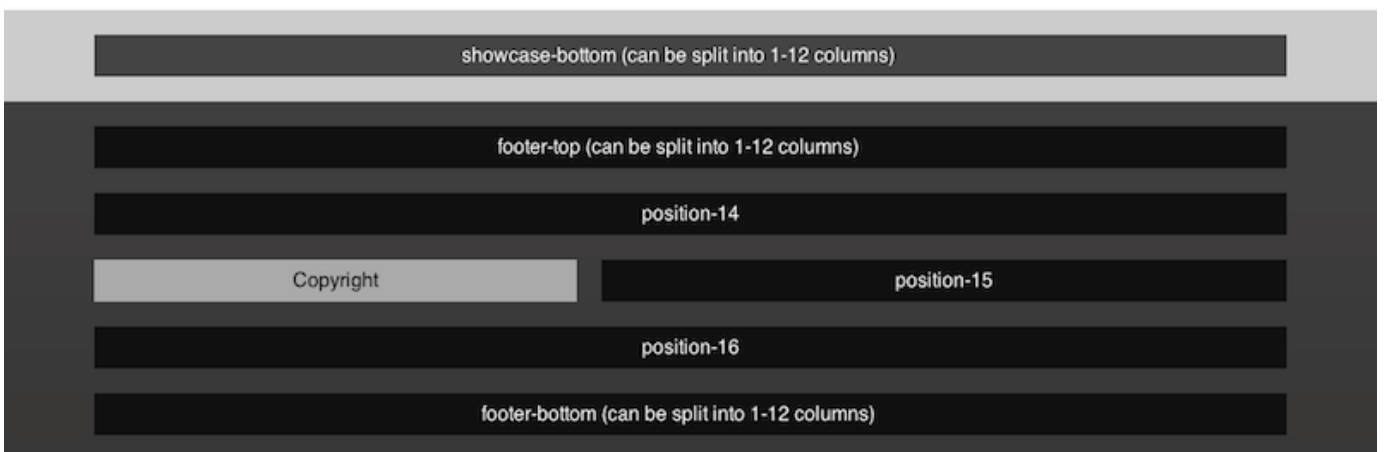 showcase-bottom (can be split into 1-12 columns)
footer-top (can be split into 1-12 columns)
position-14
Copyright
position-15
position-16
footer-bottom (can be split into 1-12 columns)